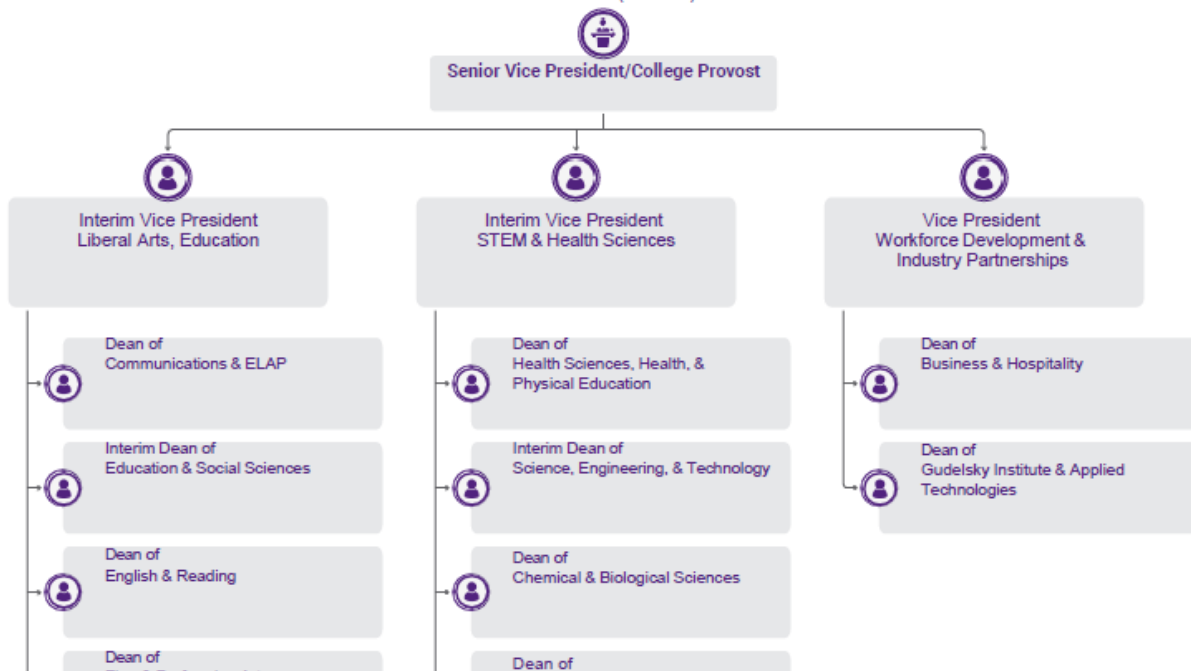 Senior Vice President/College Provost
Interim Vice President
Liberal Arts, Education
Interim Vice President
STEM & Health Sciences
Vice President
Workforce Development &
Industry Partnerships
Dean of
Communications & ELAP
Interim Dean of
Education & Social Sciences
Dean of
English & Reading
Dean of
Dean of
Health Sciences, Health, &
Physical Education
Interim Dean of
Science, Engineering, & Technology
Dean of
Chemical & Biological Sciences
Dean of
Dean of
Business & Hospitality
Dean of
Gudelsky Institute & Applied
Technologies